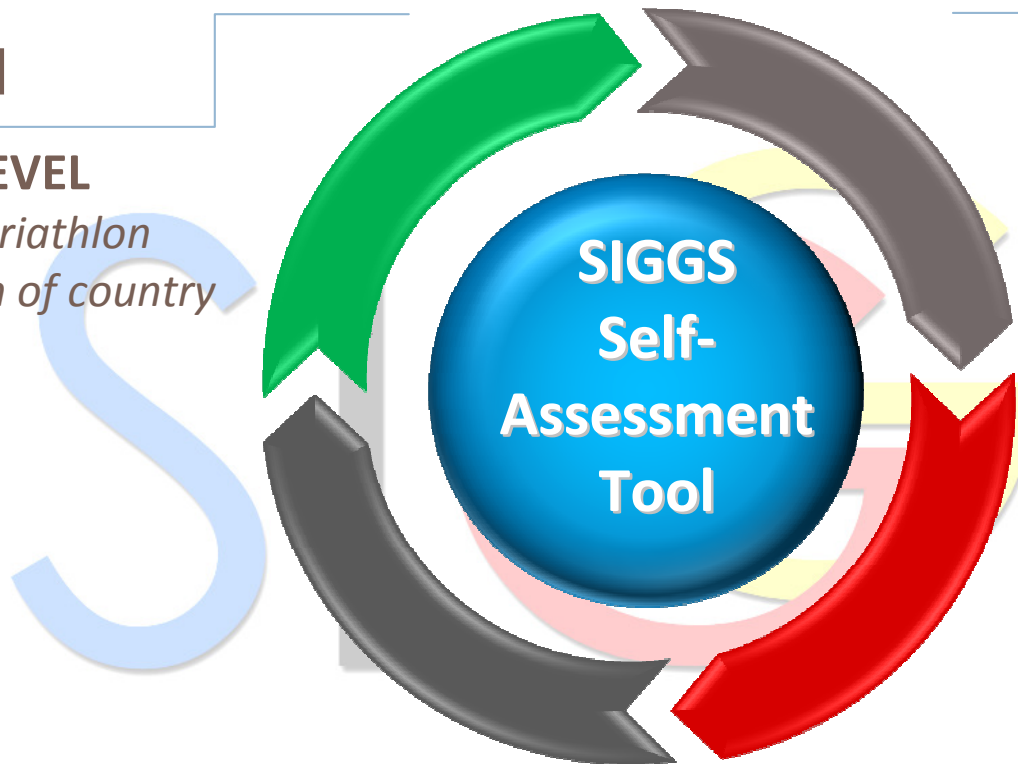 EVEL
riathlon
n of country
SIGGS
Self-
Assessment
Tool